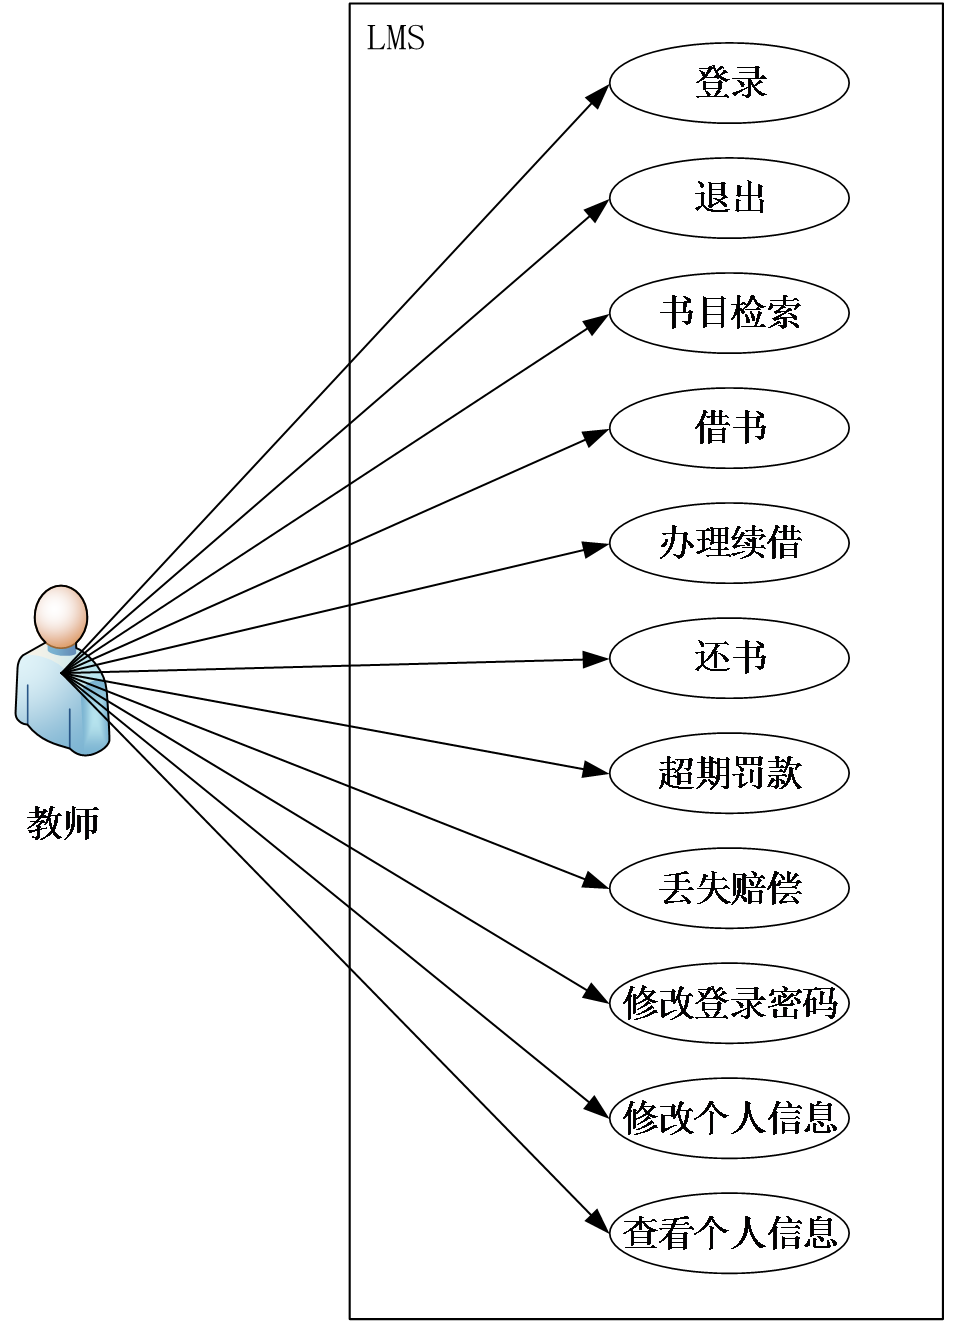 LMS
登录
退出
书目检索
借书
办理续借
还书
超期罚款
教师
丢失赔偿
修改登录密码
修改个人信息
查看个人信息